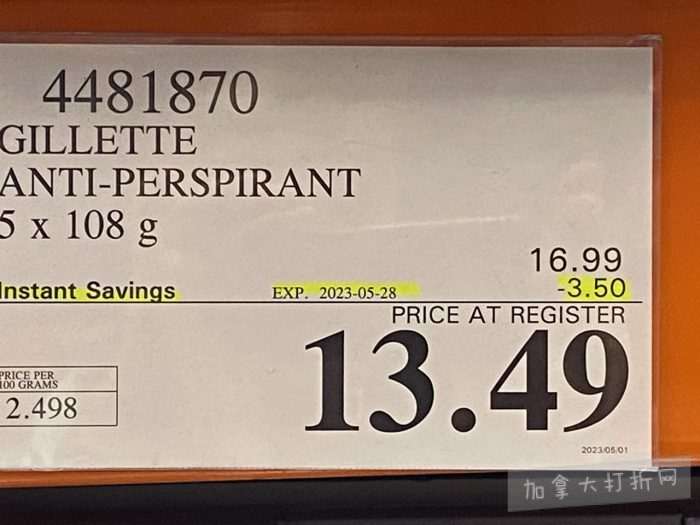 4481870
GILLETTE
ANTI-PERSPIRANT
5 x 108 g
16.99
Instant Savings EXP. 2023-05-28 -3.50
PRICE AT REGISTER
13.49
PRICE PER
100 GRAMS
2.498
2023/05/01
加拿大打折网